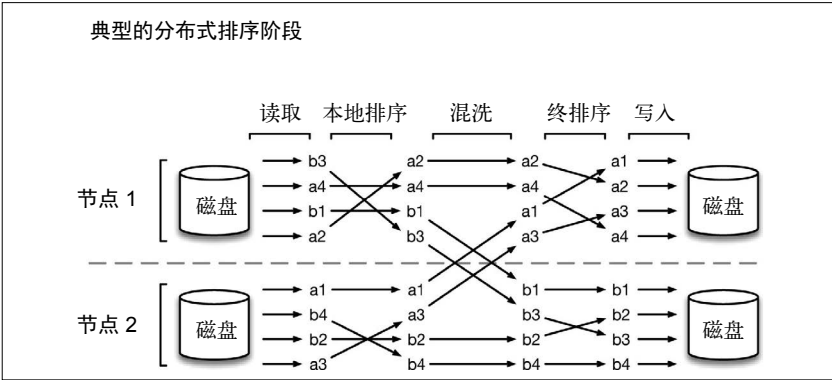 典型的分布式排序阶段
读取 本地排序 混洗 终排序 写入
b3 a2 a2 a1
a4 a4 a4 a2
节点 1 磁盘 b1 b1 a1 a3 磁盘
a2 b3 a3 a4
a1 a1 b1 b1
b4 a3 b3 b2
节点 2 磁盘 b2 b2 b2 b3 磁盘
a3 b4 b4 b4